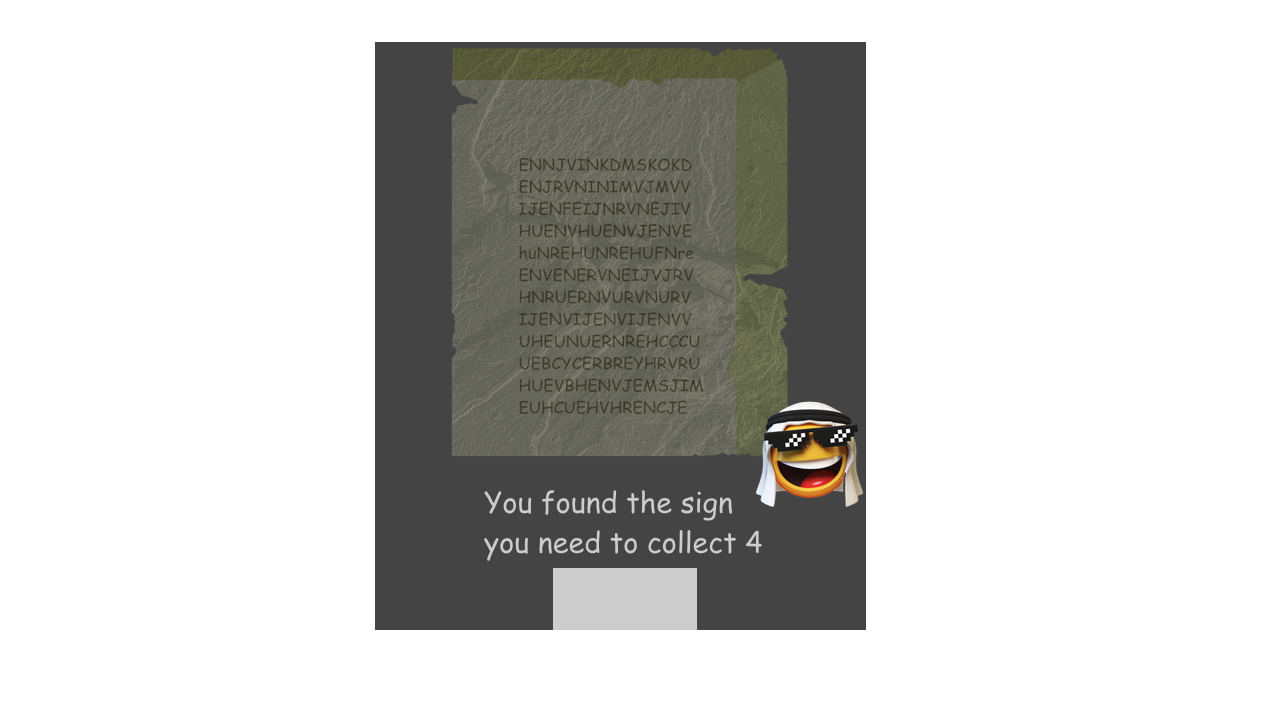 ENNJVINKDMSKOKD
ENJRVNINIMVJMVV
IJENFEIJNRVNEJIV
HUENVHUENVJENVE
huNREHUNREHUFNre
ENVENERVNEIJVJRV
HNRUERNVURVNURV
IJENVIJENVIJENVV
UHEUNUERNREHCCCU
UEBCYCERBREYHRVRU
HUEVBHENVJEMSJIM
EUHCUEHVHRENCJE
You found the sign
you need to collect 4